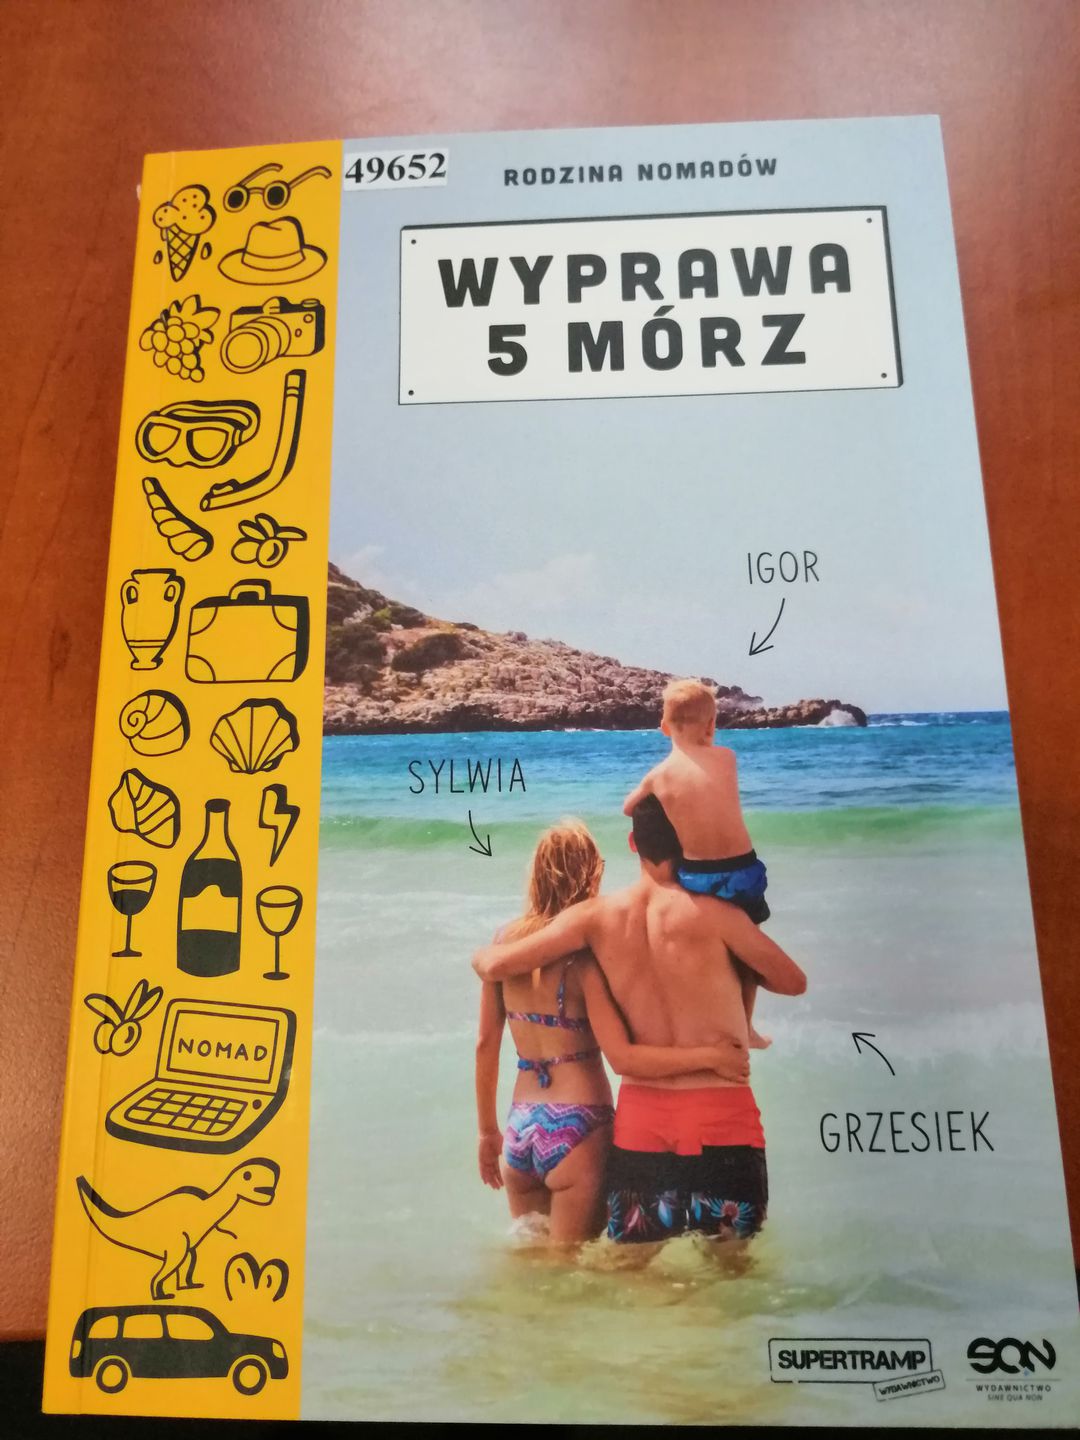 49652
RODZINA NOMADÓW
WYPRAWA
5 MÓRZ
IGOR
SYLWIA
GRZESIEK
NOMAD
SUPERTRAMP
WYDAWNICTWO
SQN
WYDAWNICTWO
SINE QUA NON